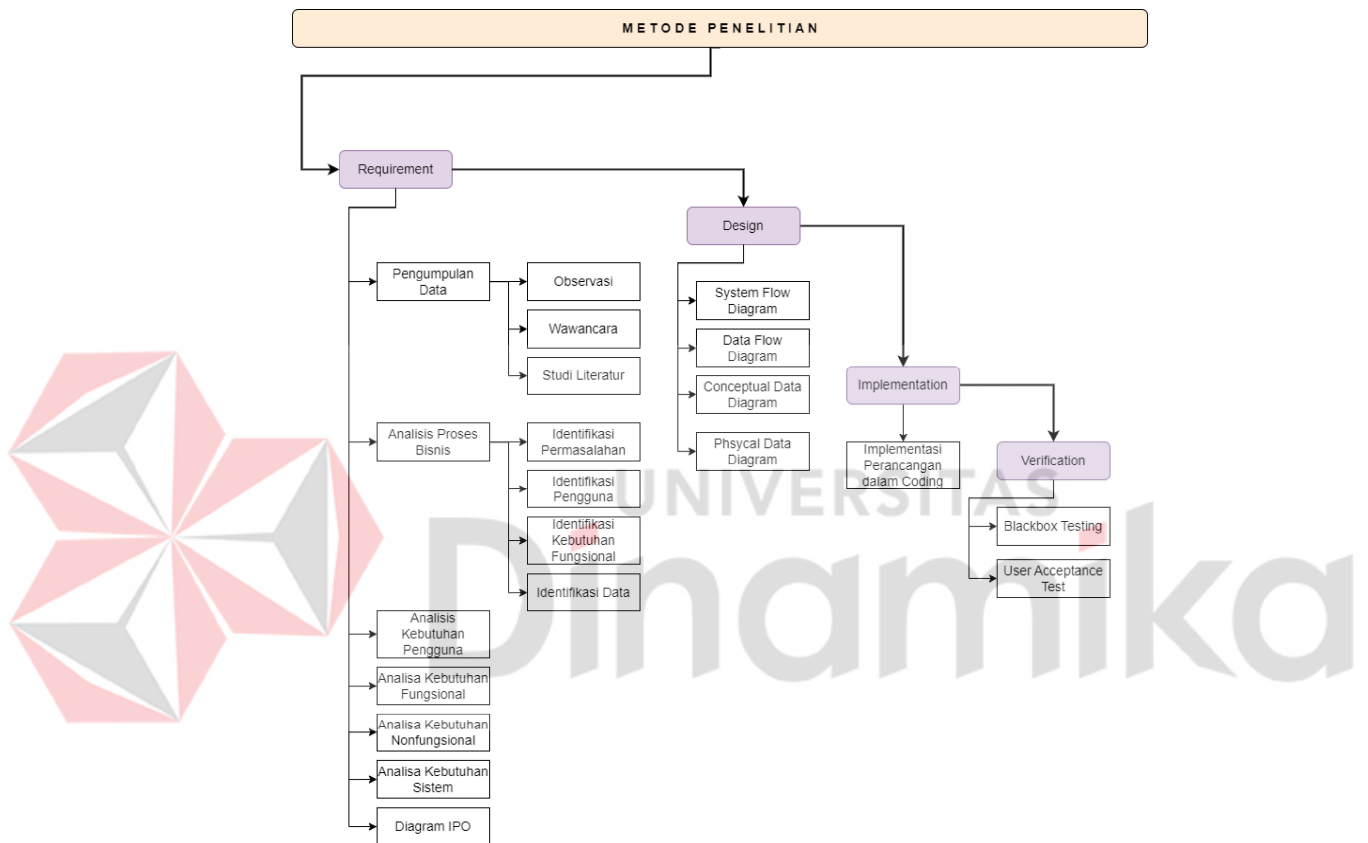 METODE PENELITIAN
Requirement
Pengumpulan
Data
Observasi
Wawancara
Studi Literatur
Analisis Proses
Bisnis
Identifikasi
Permasalahan
Identifikasi
Pengguna
Identifikasi
Kebutuhan
Fungsional
Identifikasi Data
Analisis
Kebutuhan
Pengguna
Analisa Kebutuhan
Fungsional
Analisa Kebutuhan
Nonfungsional
Analisa Kebutuhan
Sistem
Diagram IPO
Design
System Flow
Diagram
Data Flow
Diagram
Conceptual Data
Diagram
Phsycal Data
Diagram
Implementation
Implementasi
Perancangan
dalam Coding
Verification
Blackbox Testing
User Acceptance
Test
UNIVERSITAS
Dinamika